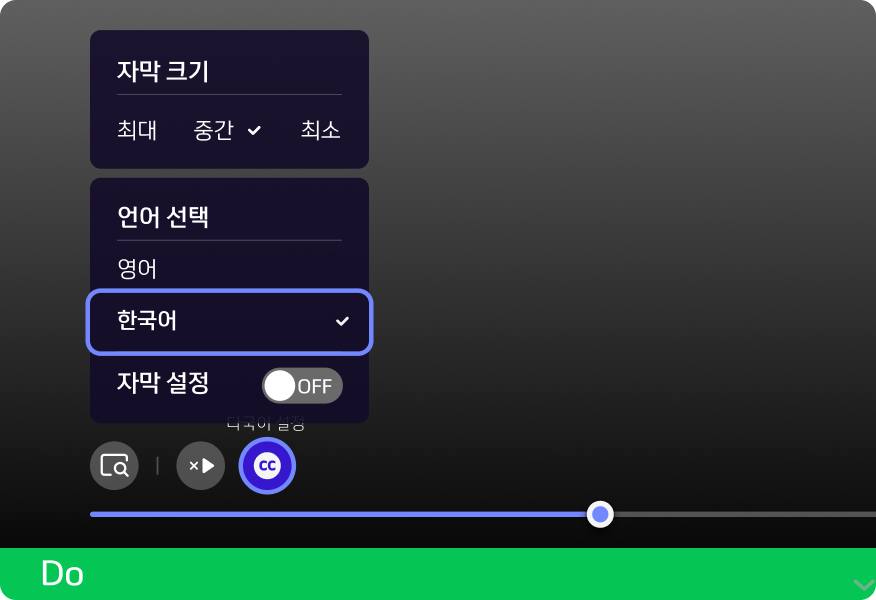 자막 크기
최대 중간 최소
언어 선택
영어
한국어
자막 설정 OFF
다국어 설정
CC
Do